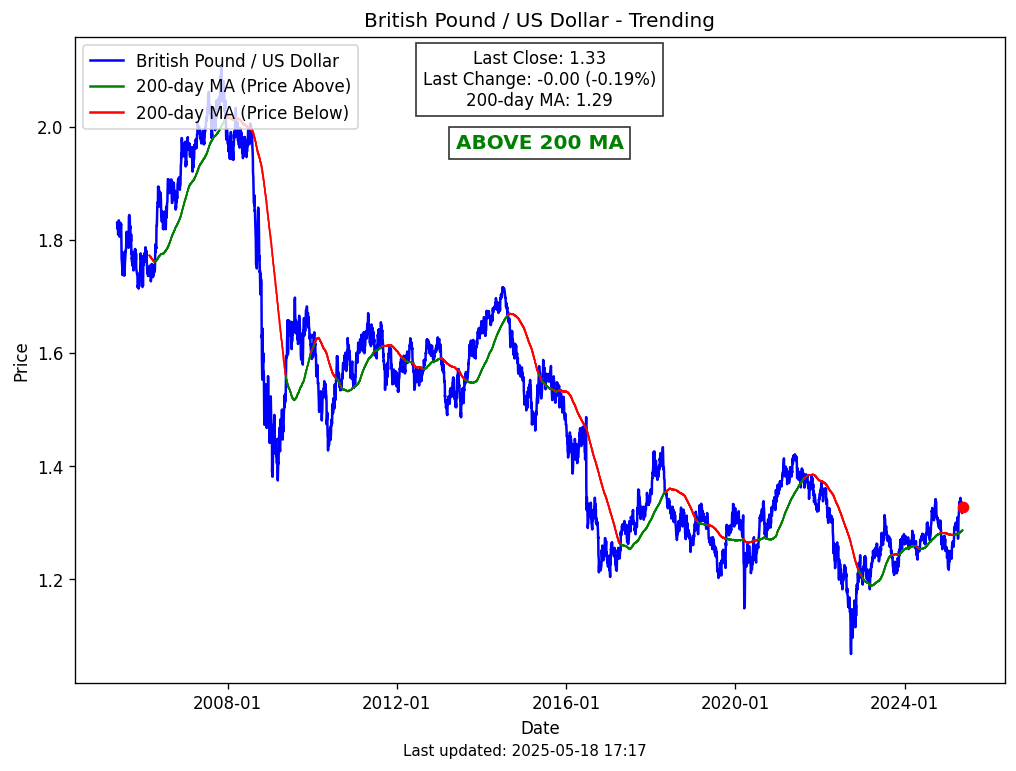 British Pound / US Dollar - Trending
British Pound / US Dollar
200-day MA (Price Above)
200-day MA (Price Below)
Last Close: 1.33
Last Change: -0.00 (-0.19%)
200-day MA: 1.29
ABOVE 200 MA
Price
2.0
1.8
1.6
1.4
1.2
2008-01
2012-01
2016-01
2020-01
2024-01
Date
Last updated: 2025-05-18 17:17